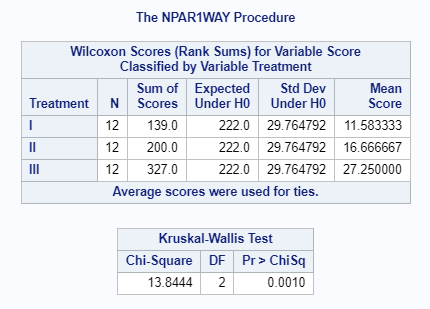 The NPAR1WAY Procedure
Wilcoxon Scores (Rank Sums) for Variable Score
Classified by Variable Treatment
Treatment N Sum of Scores Expected Under H0 Std Dev Under H0 Mean Score
I 12 139.0 222.0 29.764792 11.583333
II 12 200.0 222.0 29.764792 16.666667
III 12 327.0 222.0 29.764792 27.250000
Average scores were used for ties.
Kruskal-Wallis Test
Chi-Square DF Pr > ChiSq
13.8444 2 0.0010